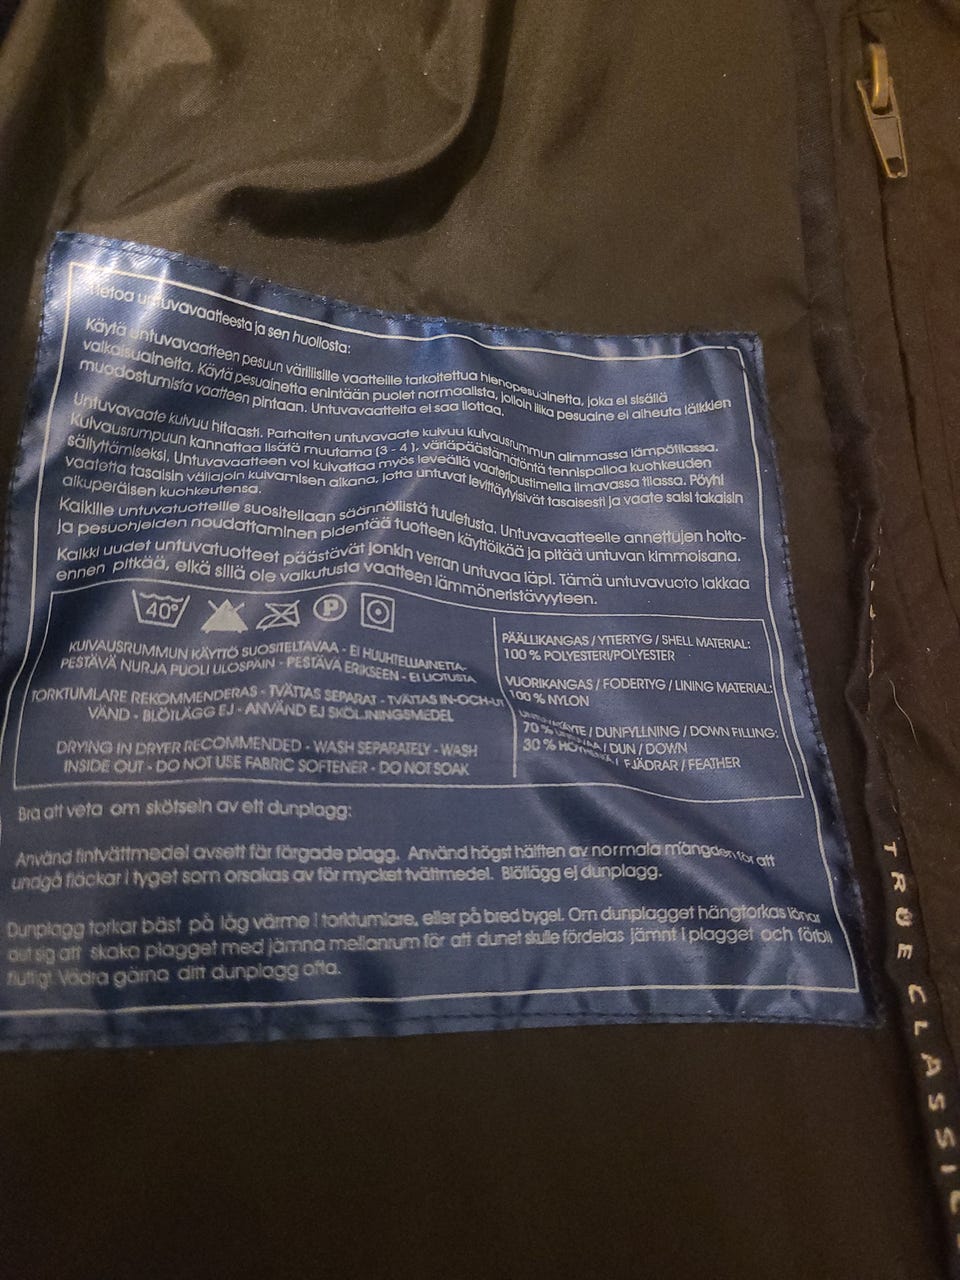 Tietoa untuvavaatteesta ja sen huollosta:
Käytä untuvavaatteen pesuun värillisille vaatteille tarkoitettua hienopesuainetta, joka ei sisällä
valkaisuainetta. Käytä pesuainetta enintään puolet normaalista, jolloin liika pesuaine ei aiheuta läikkien
muodostumista vaatteen pintaan. Untuvavaatteita ei saa liottaa.
Untuvavaate kuivuu hitaasti. Parhaiten untuvavaate kuivuu kuivausrummun alimmassa lämpötilassa.
Kuivausrumpuun kannattaa lisätä muutama (3 - 4), väriäpäästämätöntä tennispalloa kuohkeuden
säilyttämiseksi. Untuvavaatteen voi kuivattaa myös leveällä vaateripustimella ilmavassa tilassa. Pöyhi
vaatetta tasaisin väliajoin kuivamisen aikana, jotta untuvat levittäytyisivät tasaisesti ja vaate saisi takaisin
alkuperäisen kuohkeutensa.
Kaikille untuvatuotteille suositellaan säännöllistä tuuletusta. Untuvavaatteelle annettujen hoito-
ja pesuohjeiden noudattaminen pidentää tuotteen käyttöikää ja pitää untuvan kimmoisana.
Kaikki uudet untuvatuotteet päästävät jonkin verran untuvaa läpi. Tämä untuvavuoto lakkaa
ennen pitkää, eikä sillä ole vaikutusta vaatteen lämmöneristävyyteen.
40° P
KUIVAUSRUMMUN KÄYTTÖ SUOSITELTAVAA - EI HUUHTELUAINETTA-
PESTÄVÄ NURJA PUOLI ULOSPÄIN - PESTÄVÄ ERIKSEEN - EI LIOTUSTA
TORKTUMLARE REKOMMENDERAS - TVÄTTAS SEPARAT - TVÄTTAS IN-OCH-UT
VÄND - BLÖTLÄGG EJ - ANVÄND EJ SKÖLJNINGSMEDEL
DRYING IN DRYER RECOMMENDED - WASH SEPARATELY - WASH
INSIDE OUT - DO NOT USE FABRIC SOFTENER - DO NOT SOAK
PÄÄLLIKANGAS / YTTERTYG / SHELL MATERIAL:
100 % POLYESTERI/POLYESTER
VUORIKANGAS / FODERTYG / LINING MATERIAL:
100 % NYLON
/ DUNFYLLNING / DOWN FILLING:
70 % / DUN / DOWN
30 % / FJÄDRAR / FEATHER
Bra att veta om skötseln av ett dunplagg:
Använd fintvättmedel avsett för färgade plagg. Använd högst hälften av normala mängden för att
undgå fläckar i tyget som orsakas av för mycket tvättmedel. Blötlägg ej dunplagg.
Dunplagg torkar bäst på låg värme i torktumlare, eller på bred bygel. Om dunplagget hängtorkas lönar
det sig att skaka plagget med jämna mellanrum för att dunet skulle fördelas jämnt i plagget och förbli
fluffigt. Vädra gärna ditt dunplagg ofta.
TRUE CLASSIC